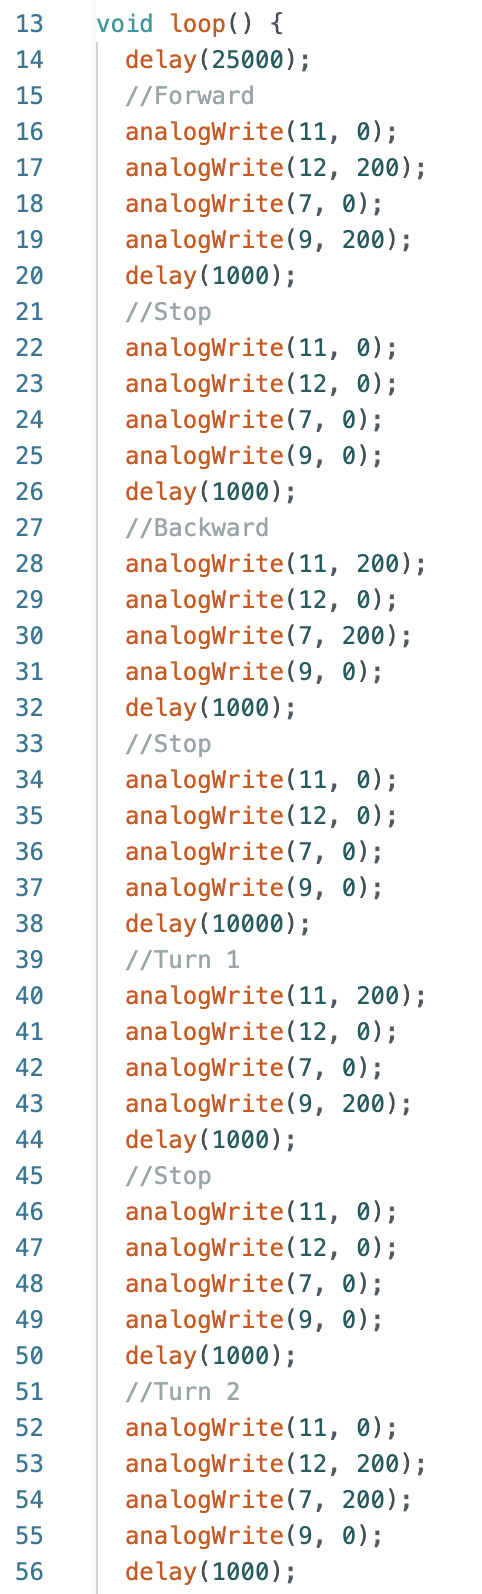 13 void loop() {
14 delay(25000);
15 //Forward
16 analogWrite(11, 0);
17 analogWrite(12, 200);
18 analogWrite(7, 0);
19 analogWrite(9, 200);
20 delay(1000);
21 //Stop
22 analogWrite(11, 0);
23 analogWrite(12, 0);
24 analogWrite(7, 0);
25 analogWrite(9, 0);
26 delay(1000);
27 //Backward
28 analogWrite(11, 200);
29 analogWrite(12, 0);
30 analogWrite(7, 200);
31 analogWrite(9, 0);
32 delay(1000);
33 //Stop
34 analogWrite(11, 0);
35 analogWrite(12, 0);
36 analogWrite(7, 0);
37 analogWrite(9, 0);
38 delay(10000);
39 //Turn 1
40 analogWrite(11, 200);
41 analogWrite(12, 0);
42 analogWrite(7, 0);
43 analogWrite(9, 200);
44 delay(1000);
45 //Stop
46 analogWrite(11, 0);
47 analogWrite(12, 0);
48 analogWrite(7, 0);
49 analogWrite(9, 0);
50 delay(1000);
51 //Turn 2
52 analogWrite(11, 0);
53 analogWrite(12, 200);
54 analogWrite(7, 200);
55 analogWrite(9, 0);
56 delay(1000);